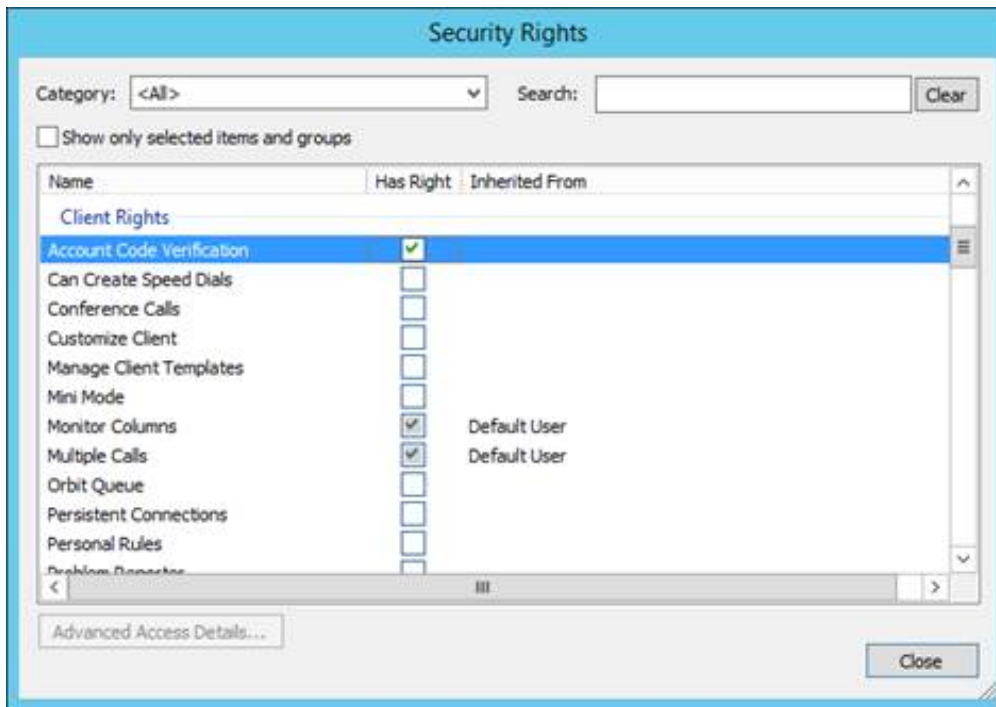 Security Rights
Category: <All> Search: Clear
Show only selected items and groups
Name Has Right Inherited From
Client Rights
Account Code Verification
Can Create Speed Dials
Conference Calls
Customize Client
Manage Client Templates
Mini Mode
Monitor Columns Default User
Multiple Calls Default User
Orbit Queue
Persistent Connections
Personal Rules
Problem Reporter
Advanced Access Details...
Close